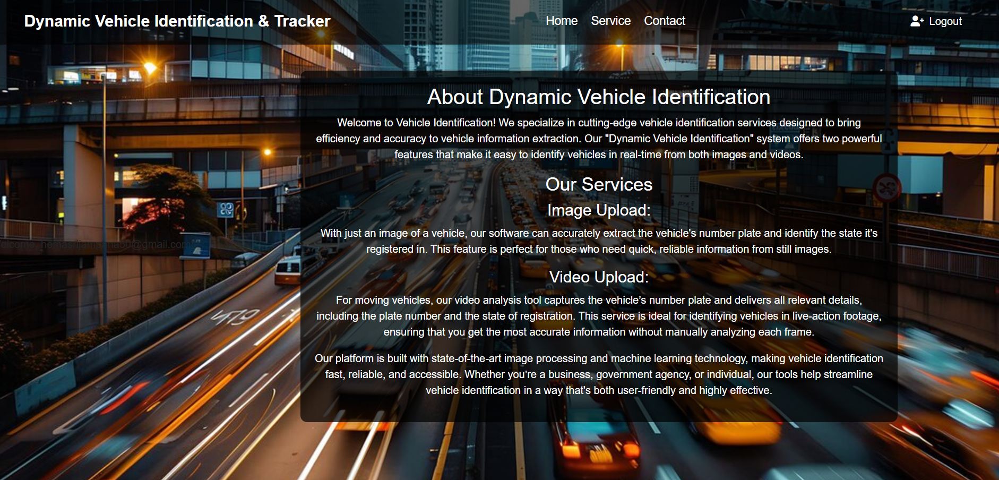 Dynamic Vehicle Identification & Tracker
Home Service Contact
Logout
About Dynamic Vehicle Identification
Welcome to Vehicle Identification! We specialize in cutting-edge vehicle identification services designed to bring
efficiency and accuracy to vehicle information extraction. Our "Dynamic Vehicle Identification" system offers two powerful
features that make it easy to identify vehicles in real-time from both images and videos.
Our Services
Image Upload:
With just an image of a vehicle, our software can accurately extract the vehicle's number plate and identify the state it's
registered in. This feature is perfect for those who need quick, reliable information from still images.
Video Upload:
For moving vehicles, our video analysis tool captures the vehicle’s number plate and delivers all relevant details,
including the plate number and the state of registration. This service is ideal for identifying vehicles in live-action footage,
ensuring that you get the most accurate information without manually analyzing each frame.
Our platform is built with state-of-the-art image processing and machine learning technology, making vehicle identification
fast, reliable, and accessible. Whether you’re a business, government agency, or individual, our tools help streamline
vehicle identification in a way that's both user-friendly and highly effective.